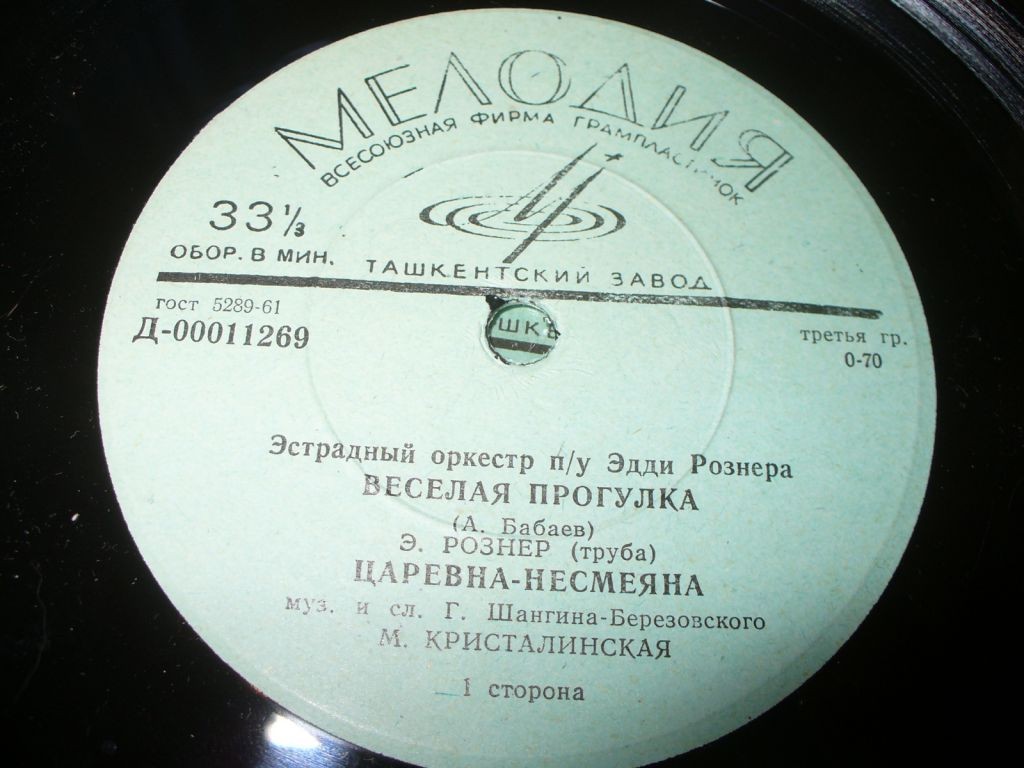 МЕЛОДИЯ
ВСЕСОЮЗНАЯ ФИРМА ГРАМПЛАСТИНОК
33⅓
ОБОР. В МИН.
ТАШКЕНТСКИЙ ЗАВОД
гост 5289-61
Д-00011269
третья гр.
0-70
ШКЕ
Эстрадный оркестр п/у Эдди Рознера
ВЕСЕЛАЯ ПРОГУЛКА
(А. Бабаев)
Э. РОЗНЕР (труба)
ЦАРЕВНА-НЕСМЕЯНА
муз. и сл. Г. Шангина-Березовского
М. КРИСТАЛИНСКАЯ
1 сторона